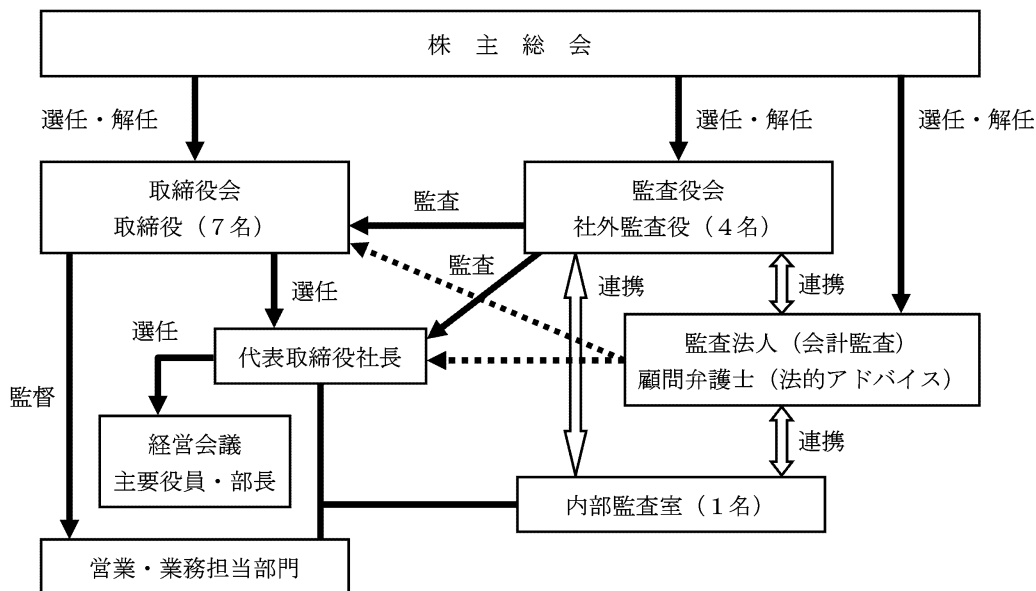 株　主　総　会
選任・解任
選任・解任
選任・解任
取締役会
取締役（７名）
監査
監査役会
社外監査役（４名）
監査
選任
連携
連携
選任
代表取締役社長
監査法人（会計監査）
顧問弁護士（法的アドバイス）
監督
経営会議
主要役員・部長
連携
内部監査室（１名）
営業・業務担当部門